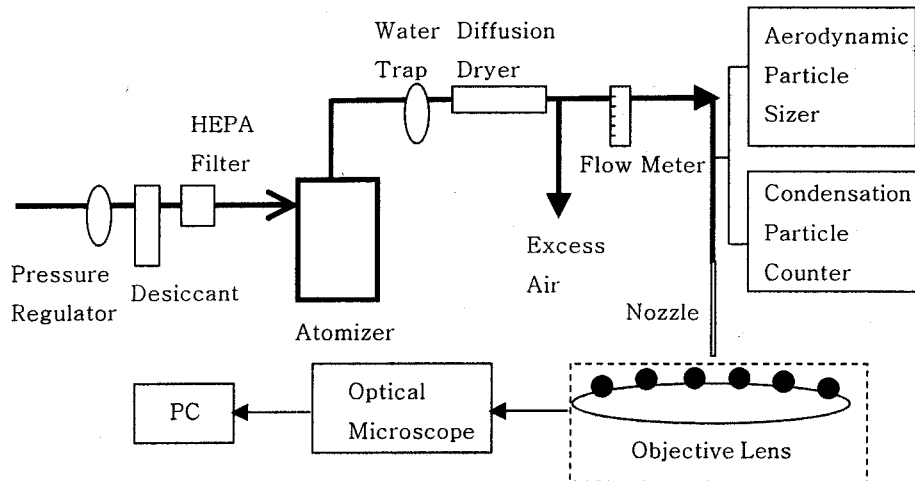 Water Diffusion
Trap Dryer
Aerodynamic
Particle
Sizer
HEPA
Filter
Flow Meter
Condensation
Particle
Counter
Excess
Air
Pressure
Regulator
Desiccant
Atomizer
Nozzle
PC
Optical
Microscope
Objective Lens